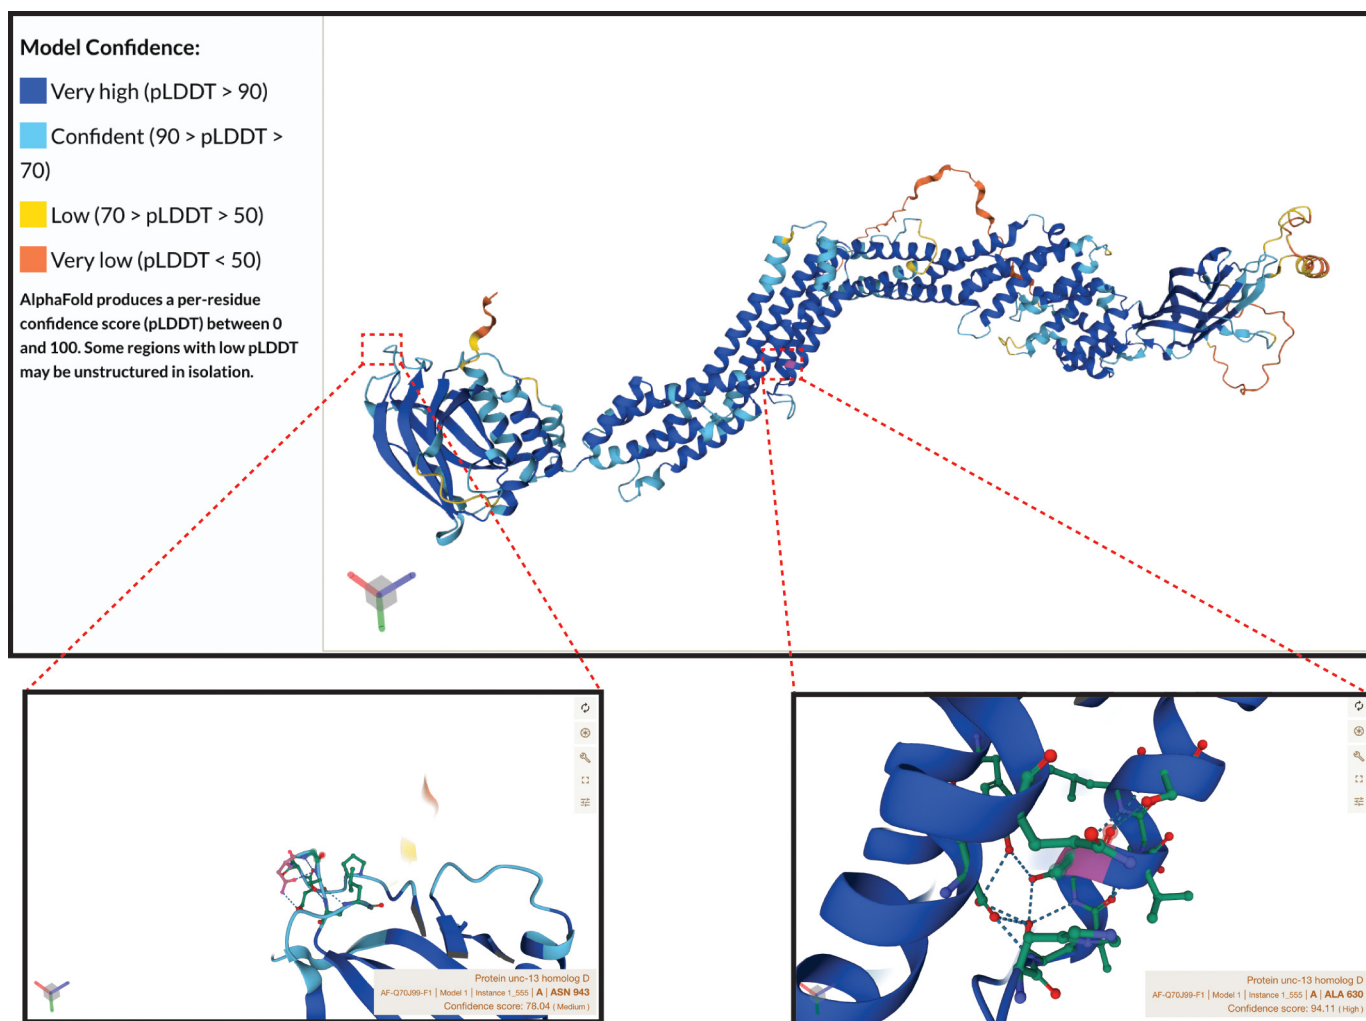 Model Confidence:
Very high (pLDDT > 90)
Confident (90 > pLDDT >
70)
Low (70 > pLDDT > 50)
Very low (pLDDT < 50)
AlphaFold produces a per-residue
confidence score (pLDDT) between 0
and 100. Some regions with low pLDDT
may be unstructured in isolation.
Protein unc-13 homolog D
AF-Q70J99-F1 | Model 1 | Instance 1_555 | A | ASN 943
Confidence score: 78.04 ( Medium )
Protein unc-13 homolog D
AF-Q70J99-F1 | Model 1 | Instance 1_555 | A | ALA 630
Confidence score: 94.11 ( High )